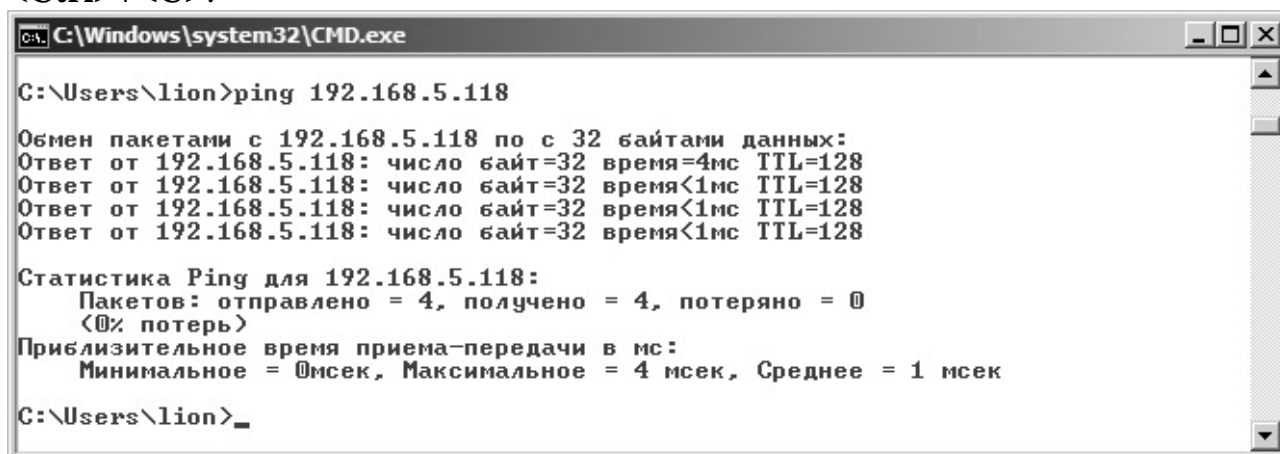 C:\Windows\system32\CMD.exe
C:\Users\lion>ping 192.168.5.118
Обмен пакетами с 192.168.5.118 по с 32 байтами данных:
Ответ от 192.168.5.118: число байт=32 время=4мс TTL=128
Ответ от 192.168.5.118: число байт=32 время<1мс TTL=128
Ответ от 192.168.5.118: число байт=32 время<1мс TTL=128
Ответ от 192.168.5.118: число байт=32 время<1мс TTL=128
Статистика Ping для 192.168.5.118:
Пакетов: отправлено = 4, получено = 4, потеряно = 0
(0% потерь)
Приблизительное время приема-передачи в мс:
Минимальное = 0мсек, Максимальное = 4 мсек, Среднее = 1 мсек
C:\Users\lion>_